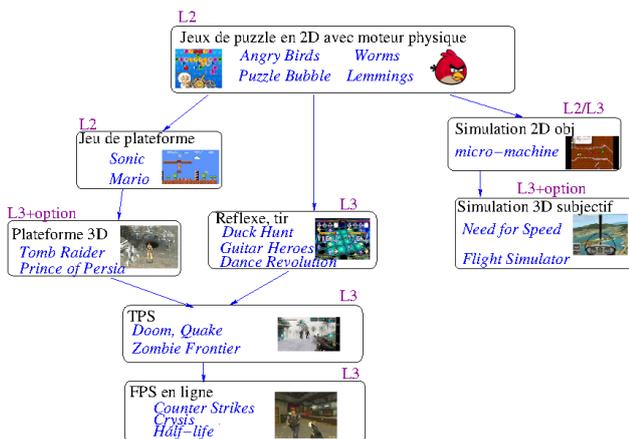 L2
Jeux de puzzle en 2D avec moteur physique
Angry Birds Worms
Puzzle Bubble Lemmings
L2
Jeu de plateforme
Sonic
Mario
L2/L3
Simulation 2D obj
micro-machine
L3+option
Plateforme 3D
Tomb Raider
Prince of Persia
L3
Reflexe, tir
Duck Hunt
Guitar Heroes
Dance Revolution
L3+option
Simulation 3D subjectif
Need for Speed
Flight Simulator
L3
TPS
Doom, Quake
Zombie Frontier
L3
FPS en ligne
Counter Strikes
Crysis
Half-life